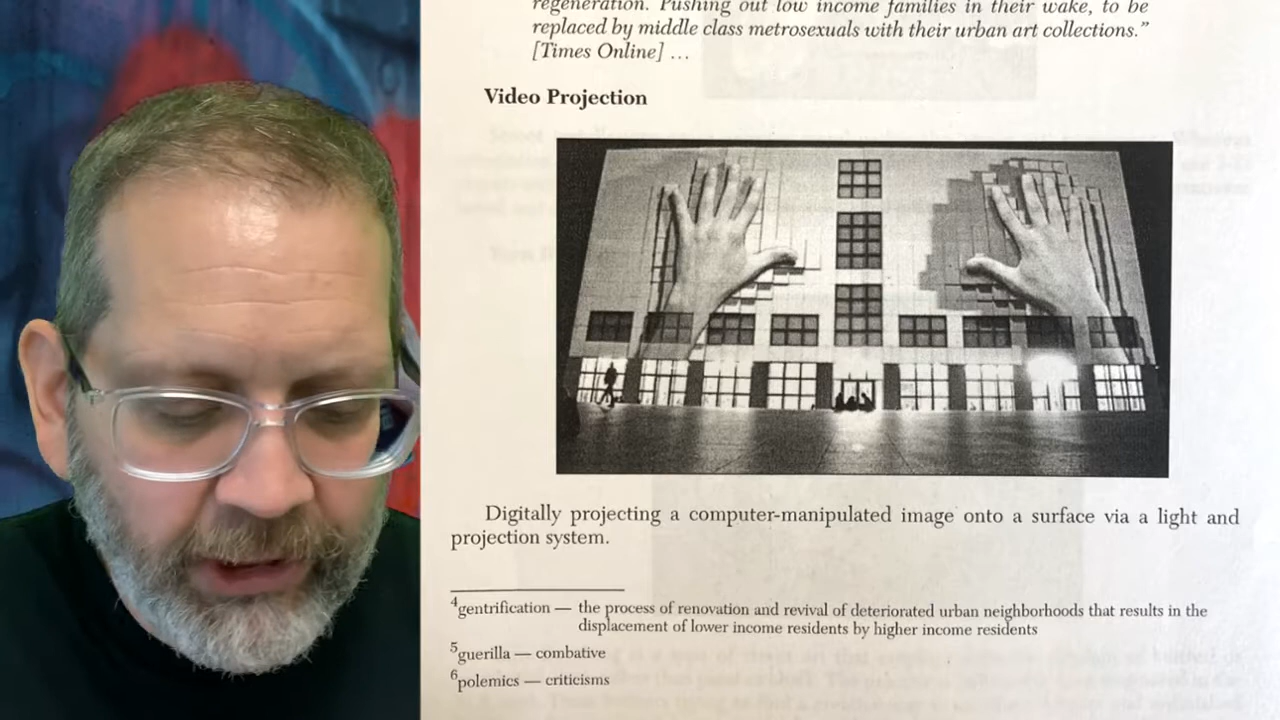 regeneration. Pushing out low income families in their wake, to be
replaced by middle class metrosexuals with their urban art collections.”
[Times Online] …
Video Projection
Digitally projecting a computer-manipulated image onto a surface via a light and
projection system.
4gentrification — the process of renovation and revival of deteriorated urban neighborhoods that results in the
displacement of lower income residents by higher income residents
5guerilla — combative
6polemics — criticisms